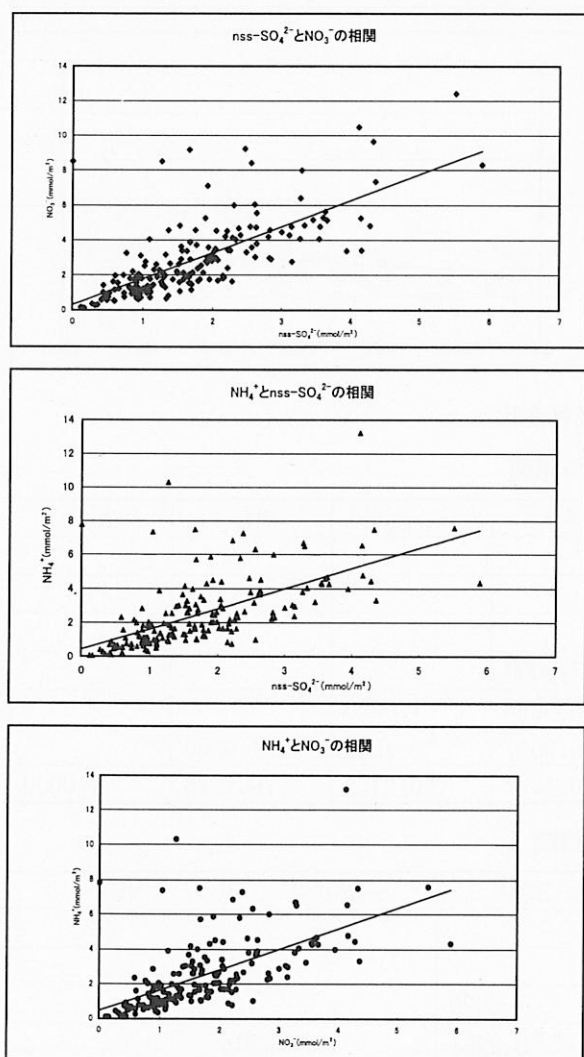 nss-SO₄²⁻とNO₃⁻の相関
14
12
10
8
6
4
2
0
NO₃⁻(mmol/m²)
0 1 2 3 4 5 6 7
nss-SO₄²⁻(mmol/m²)
NH₄⁺とnss-SO₄²⁻の相関
14
12
10
8
6
4
2
0
NH₄⁺(mmol/m²)
0 1 2 3 4 5 6 7
nss-SO₄²⁻(mmol/m²)
NH₄⁺とNO₃⁻の相関
14
12
10
8
6
4
2
0
NH₄⁺(mmol/m²)
0 1 2 3 4 5 6 7
NO₃⁻(mmol/m²)